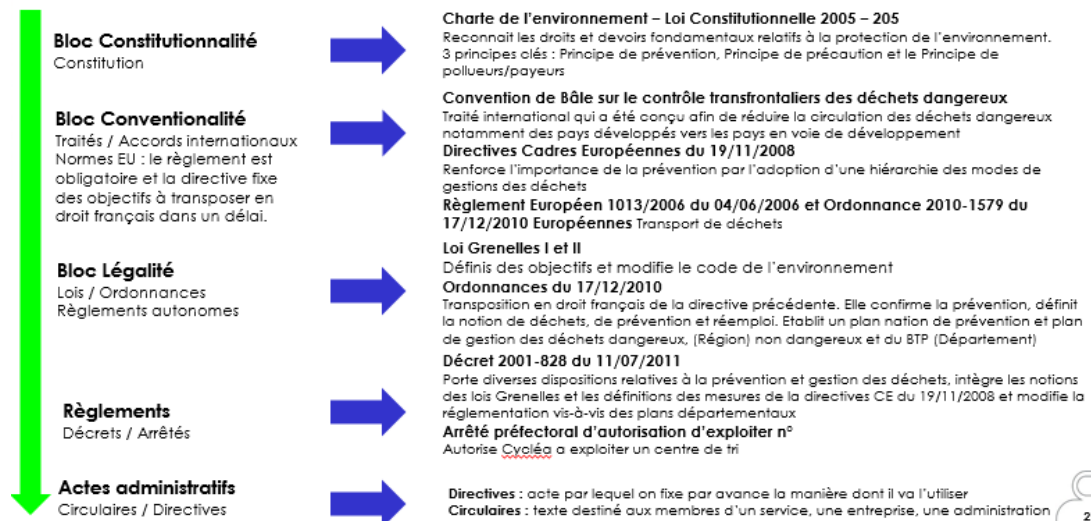 Bloc Constitutionnalité
Constitution
Charte de l'environnement – Loi Constitutionnelle 2005 – 205
Reconnait les droits et devoirs fondamentaux relatifs à la protection de l'environnement.
3 principes clés : Principe de prévention, Principe de précaution et le Principe de
pollueurs/payeurs
Bloc Conventionalité
Traités / Accords internationaux
Normes EU : le règlement est
obligatoire et la directive fixe
des objectifs à transposer en
droit français dans un délai.
Convention de Bâle sur le contrôle transfrontaliers des déchets dangereux
Traité international qui a été conçu afin de réduire la circulation des déchets dangereux
notamment des pays développés vers les pays en voie de développement
Directives Cadres Européennes du 19/11/2008
Renforce l'importance de la prévention par l'adoption d'une hiérarchie des modes de
gestions des déchets
Règlement Européen 1013/2006 du 04/06/2006 et Ordonnance 2010-1579 du
17/12/2010 Européennes Transport de déchets
Bloc Légalité
Lois / Ordonnances
Règlements autonomes
Loi Grenelles I et II
Définis des objectifs et modifie le code de l'environnement
Ordonnances du 17/12/2010
Transposition en droit français de la directive précédente. Elle confirme la prévention, définit
la notion de déchets, de prévention et réemploi. Etablit un plan nation de prévention et plan
de gestion des déchets dangereux, (Région) non dangereux et du BTP (Département)
Règlements
Décrets / Arrêtés
Décret 2001-828 du 11/07/2011
Porte diverses dispositions relatives à la prévention et gestion des déchets, intègre les notions
des lois Grenelles et les définitions des mesures de la directives CE du 19/11/2008 et modifie la
réglementation vis-à-vis des plans départementaux
Arrêté préfectoral d'autorisation d'exploiter n°
Autorise Cycléa a exploiter un centre de tri
Actes administratifs
Circulaires / Directives
Directives : acte par lequel on fixe par avance la manière dont il va l'utiliser
Circulaires : texte destiné aux membres d'un service, une entreprise, une administration
2